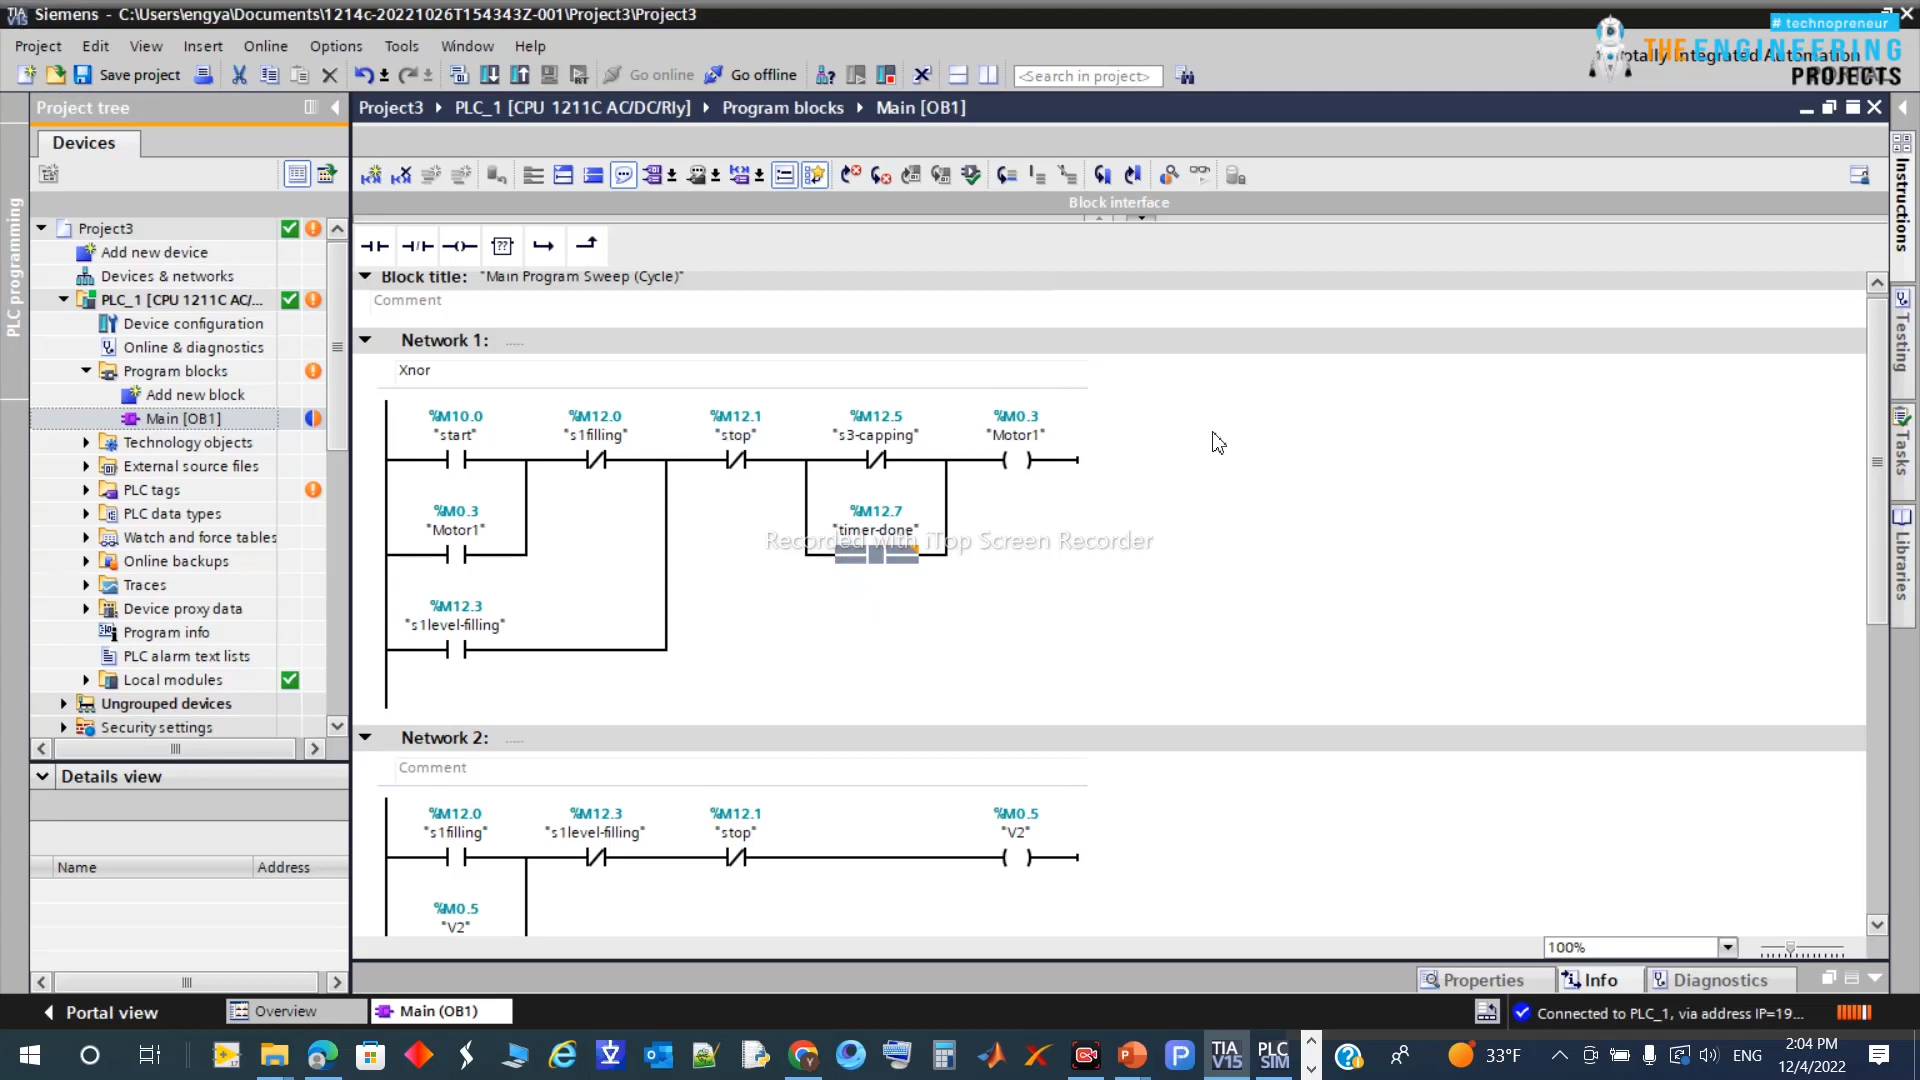 Siemens - C:\Users\engya\Documents\1214c-20221026T154343Z-001\Project3\Project3
# technopreneur
THE ENGINEERING PROJECTS
Project Edit View Insert Online Options Tools Window Help
Totally Integrated Automation
Save project Go online Go offline <Search in project>
Project tree
Project3 PLC_1 [CPU 1211C AC/DC/Rly] Program blocks Main [OB1]
Devices
Block interface
PLC programming
Instructions
Testing
Tasks
Libraries
Project3
Add new device
Devices & networks
PLC_1 [CPU 1211C AC/...
Device configuration
Online & diagnostics
Program blocks
Add new block
Main [OB1]
Technology objects
External source files
PLC tags
PLC data types
Watch and force tables
Online backups
Traces
Device proxy data
Program info
PLC alarm text lists
Local modules
Ungrouped devices
Security settings
Details view
Name Address
Block title: "Main Program Sweep (Cycle)"
Comment
Network 1: .....
Xnor
%M10.0 %M12.0 %M12.1 %M12.5 %M0.3
"start" "s1filling" "stop" "s3-capping" "Motor1"
%M0.3 %M12.7
"Motor1" "timer-done"
Recorded with iTop Screen Recorder
%M12.3
"s1level-filling"
Network 2: .....
Comment
%M12.0 %M12.3 %M12.1 %M0.5
"s1filling" "s1level-filling" "stop" "V2"
%M0.5
"V2"
100%
Properties Info Diagnostics
Portal view Overview Main (OB1) Connected to PLC_1, via address IP=19...
33°F ENG 2:04 PM
12/4/2022